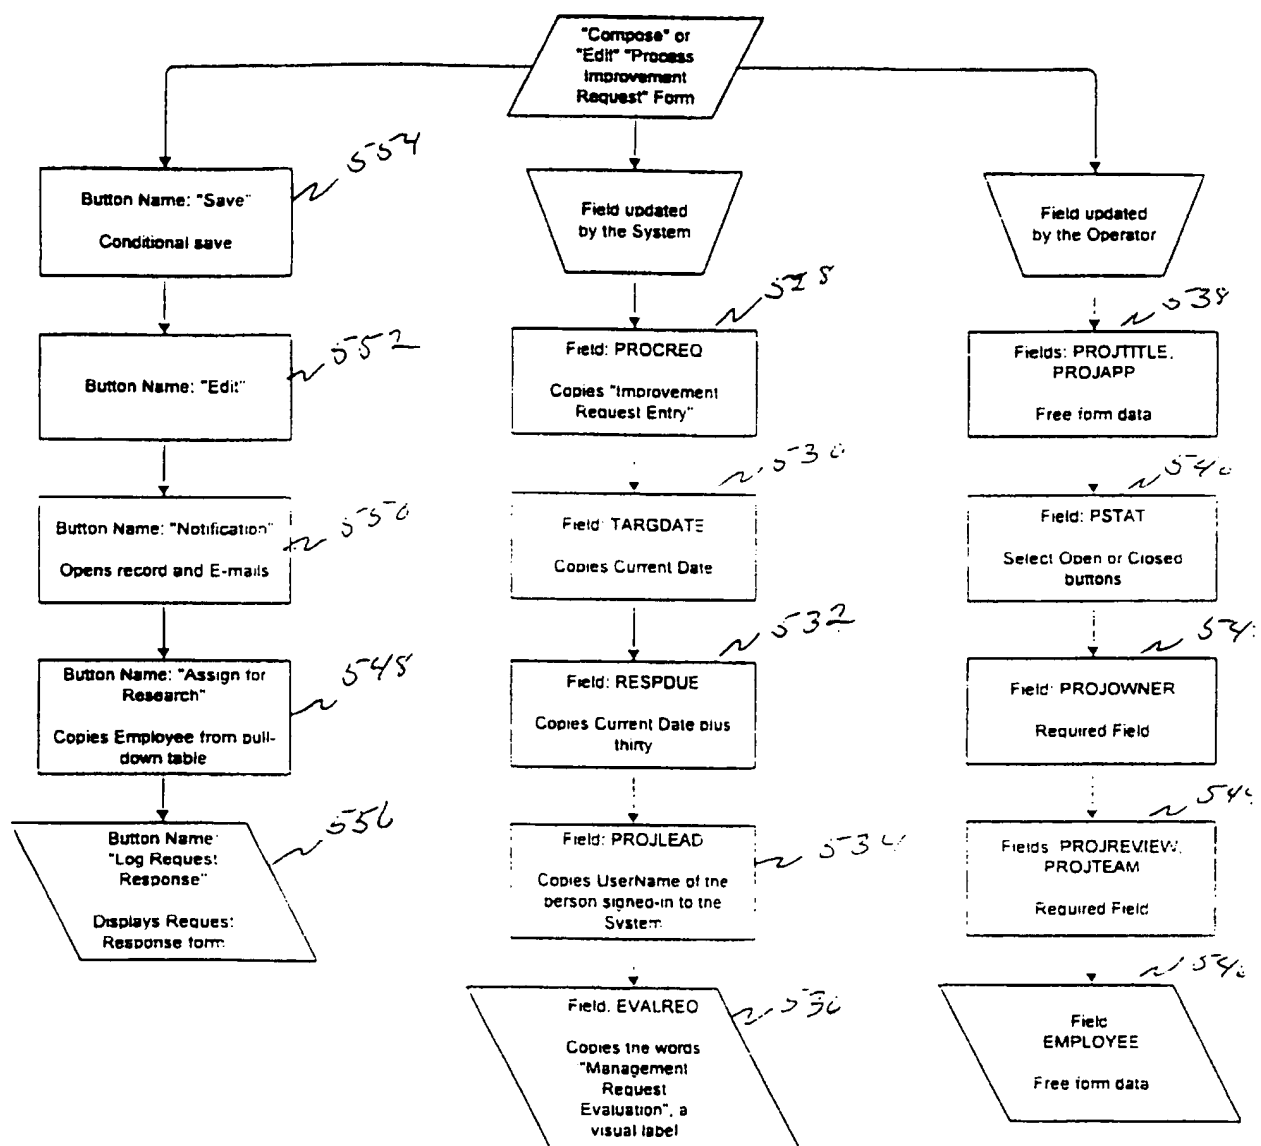 "Compose" or
"Edit" "Process
Improvement
Request" Form
554
Button Name: "Save"
Conditional save
552
Button Name: "Edit"
550
Button Name: "Notification"
Opens record and E-mails
548
Button Name: "Assign for
Research"
Copies Employee from pull-
down table
556
Button Name:
"Log Request
Response"
Displays Request
Response form
Field updated
by the System
528
Field: PROCREQ
Copies "Improvement
Request Entry"
530
Field: TARGDATE
Copies Current Date
532
Field: RESPDUE
Copies Current Date plus
thirty
534
Field: PROJLEAD
Copies UserName of the
person signed-in to the
System
536
Field: EVALREQ
Copies the words
"Management
Request
Evaluation", a
visual label
Field updated
by the Operator
538
Fields: PROJTITLE,
PROJAPP
Free form data
540
Field: PSTAT
Select Open or Closed
buttons
Field: PROJOWNER
Required Field
Fields: PROJREVIEW,
PROJTEAM
Required Field
Field
EMPLOYEE
Free form data